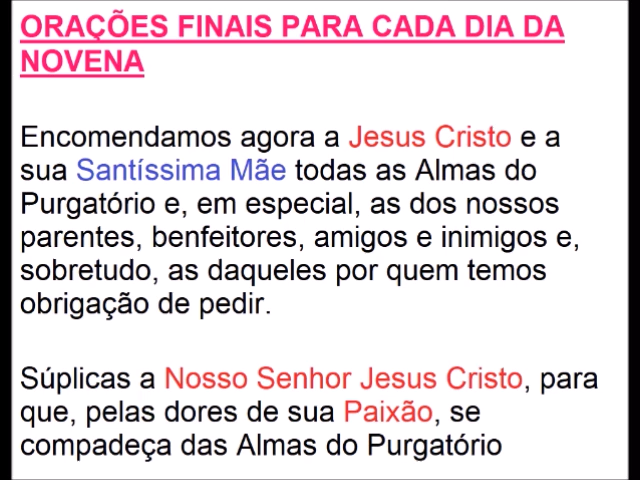 ORAÇÕES FINAIS PARA CADA DIA DA
NOVENA
Encomendamos agora a Jesus Cristo e a
sua Santíssima Mãe todas as Almas do
Purgatório e, em especial, as dos nossos
parentes, benfeitores, amigos e inimigos e,
sobretudo, as daqueles por quem temos
obrigação de pedir.
Súplicas a Nosso Senhor Jesus Cristo, para
que, pelas dores de sua Paixão, se
compadeça das Almas do Purgatório